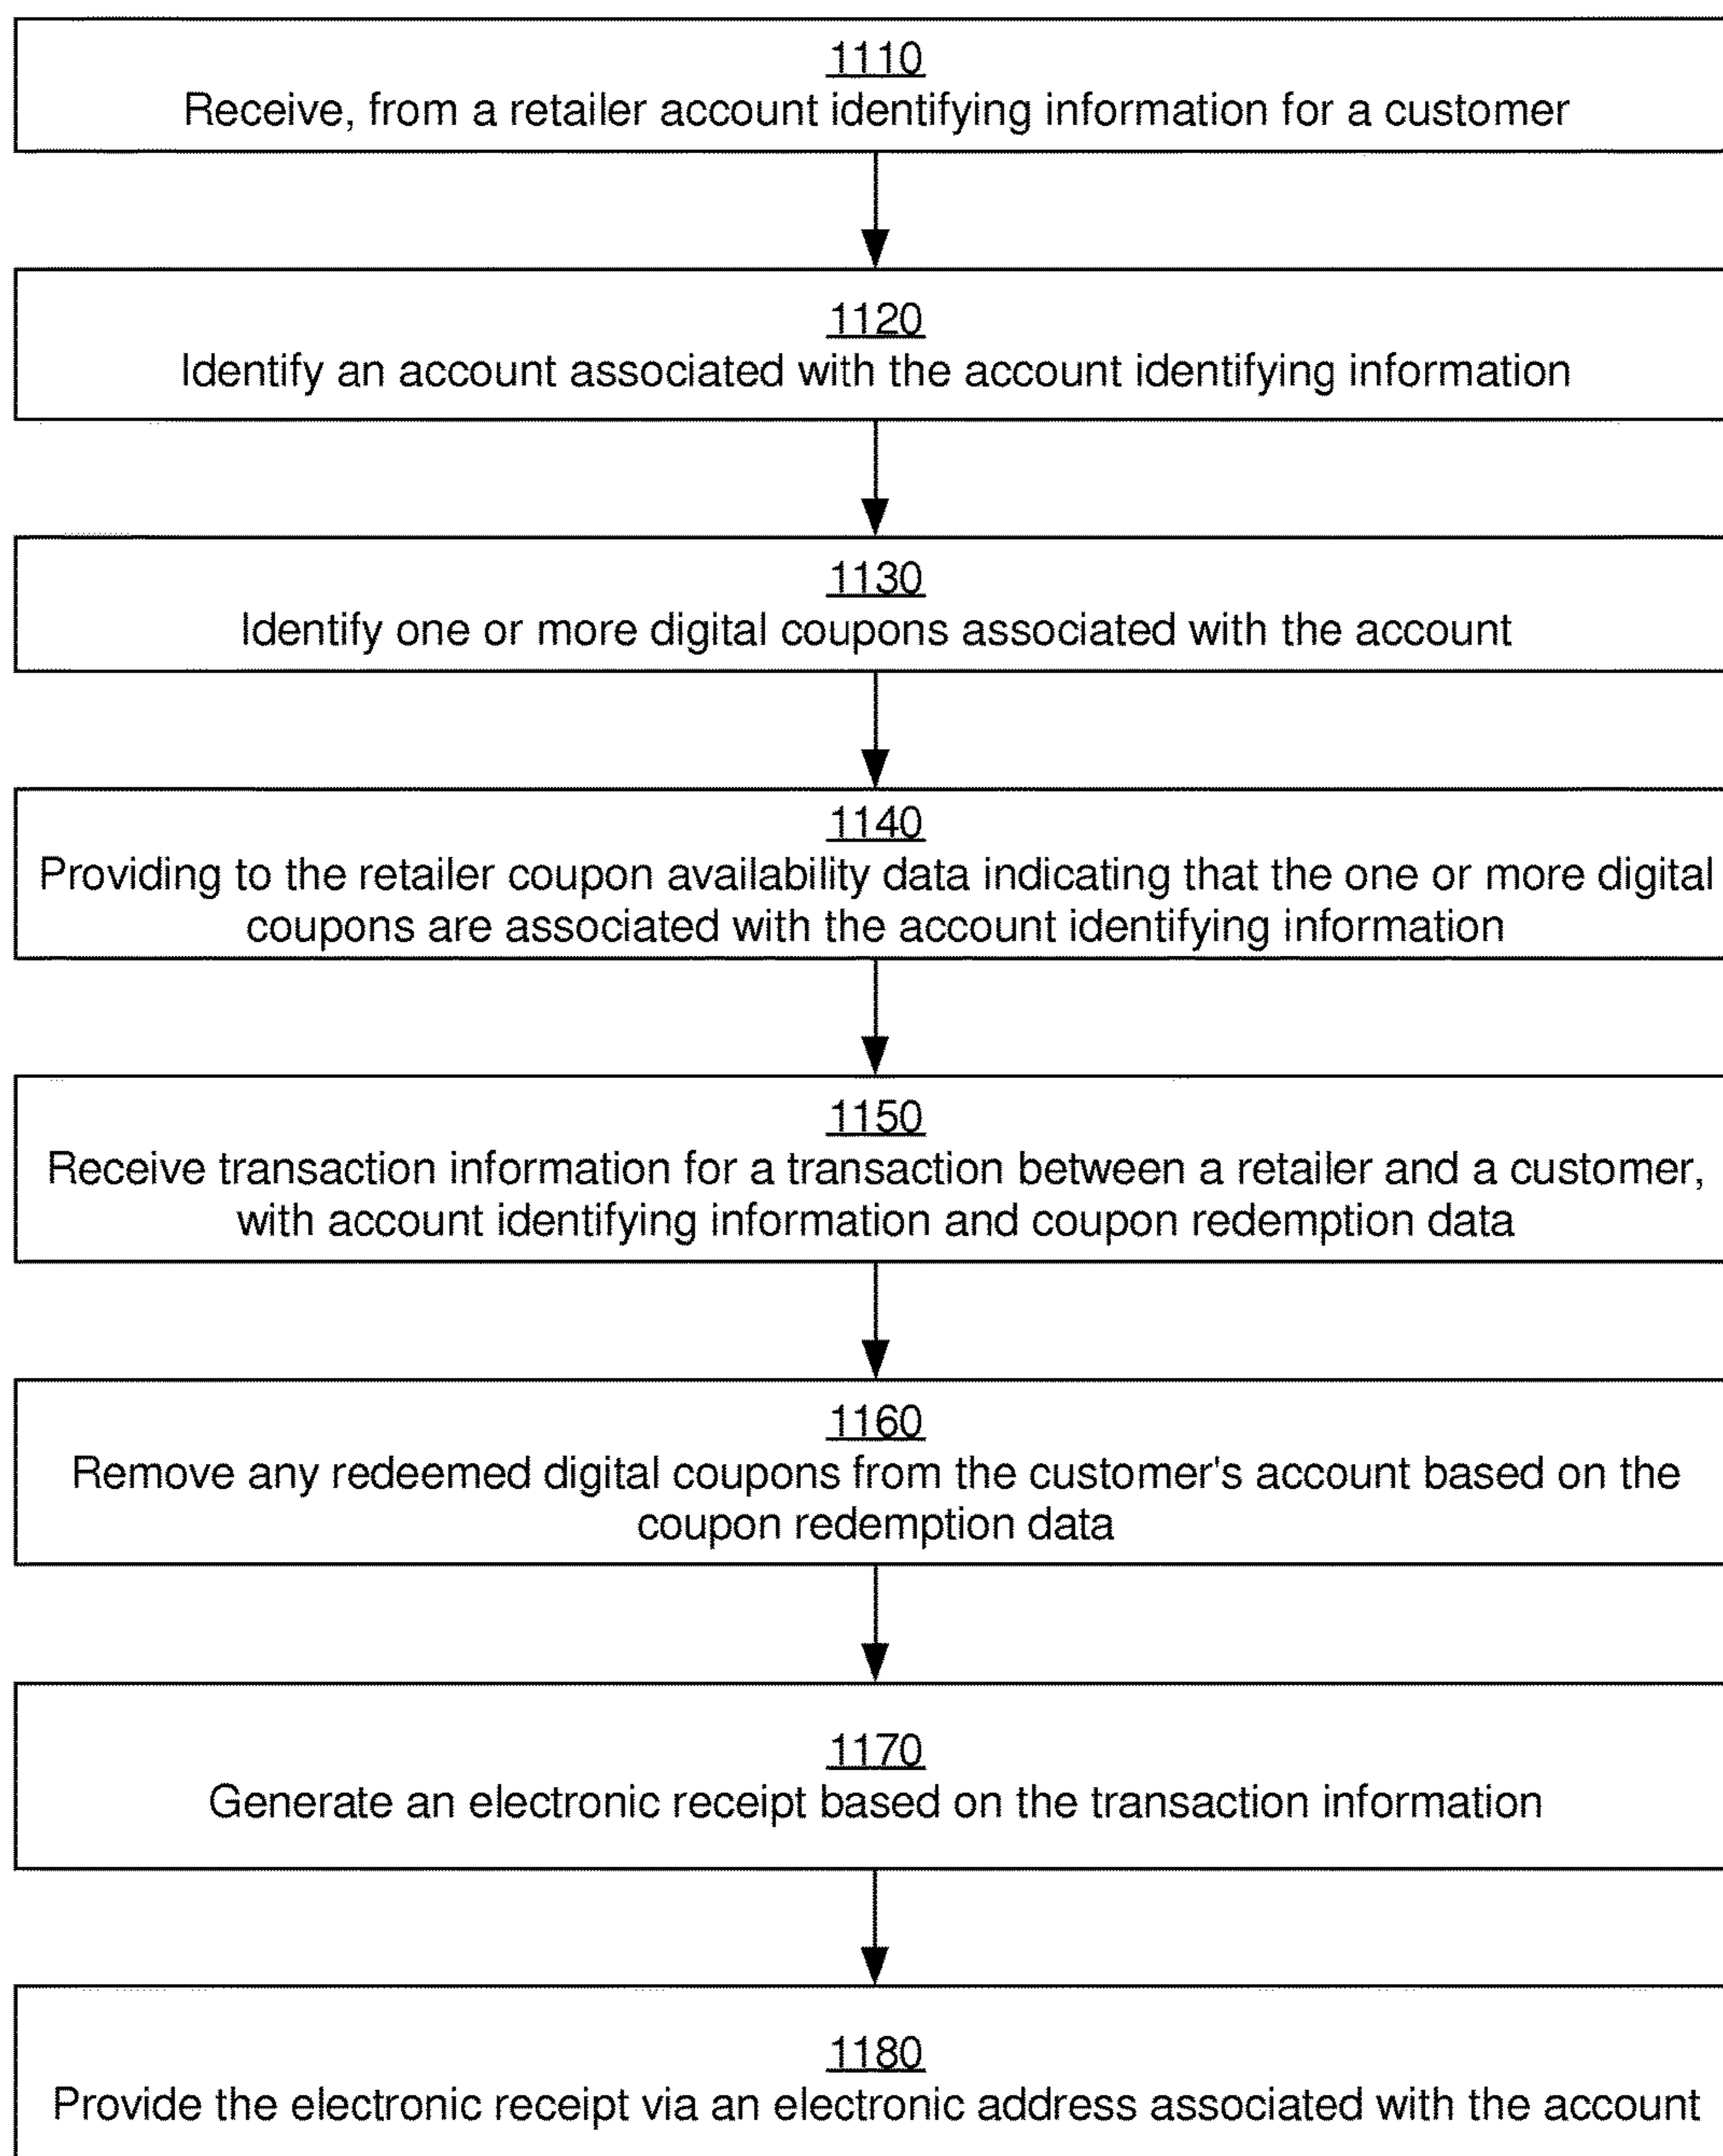 1110
Receive, from a retailer account identifying information for a customer
1120
Identify an account associated with the account identifying information
1130
Identify one or more digital coupons associated with the account
1140
Providing to the retailer coupon availability data indicating that the one or more digital
coupons are associated with the account identifying information
1150
Receive transaction information for a transaction between a retailer and a customer,
with account identifying information and coupon redemption data
1160
Remove any redeemed digital coupons from the customer's account based on the
coupon redemption data
1170
Generate an electronic receipt based on the transaction information
1180
Provide the electronic receipt via an electronic address associated with the account